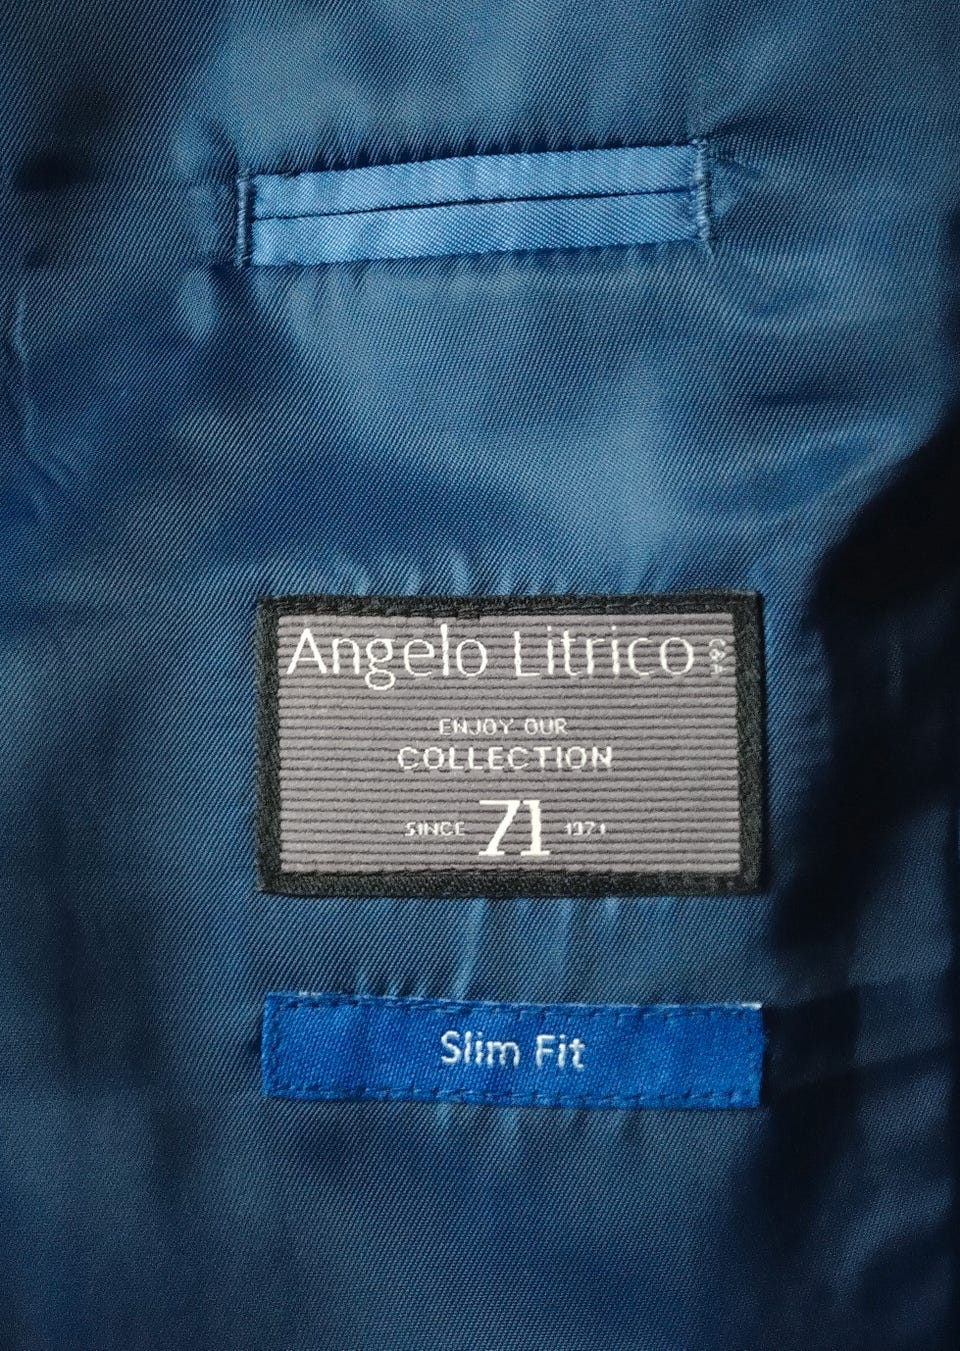 Angelo Litrico C&A
ENJOY OUR
COLLECTION
SINCE 71 1971
Slim Fit